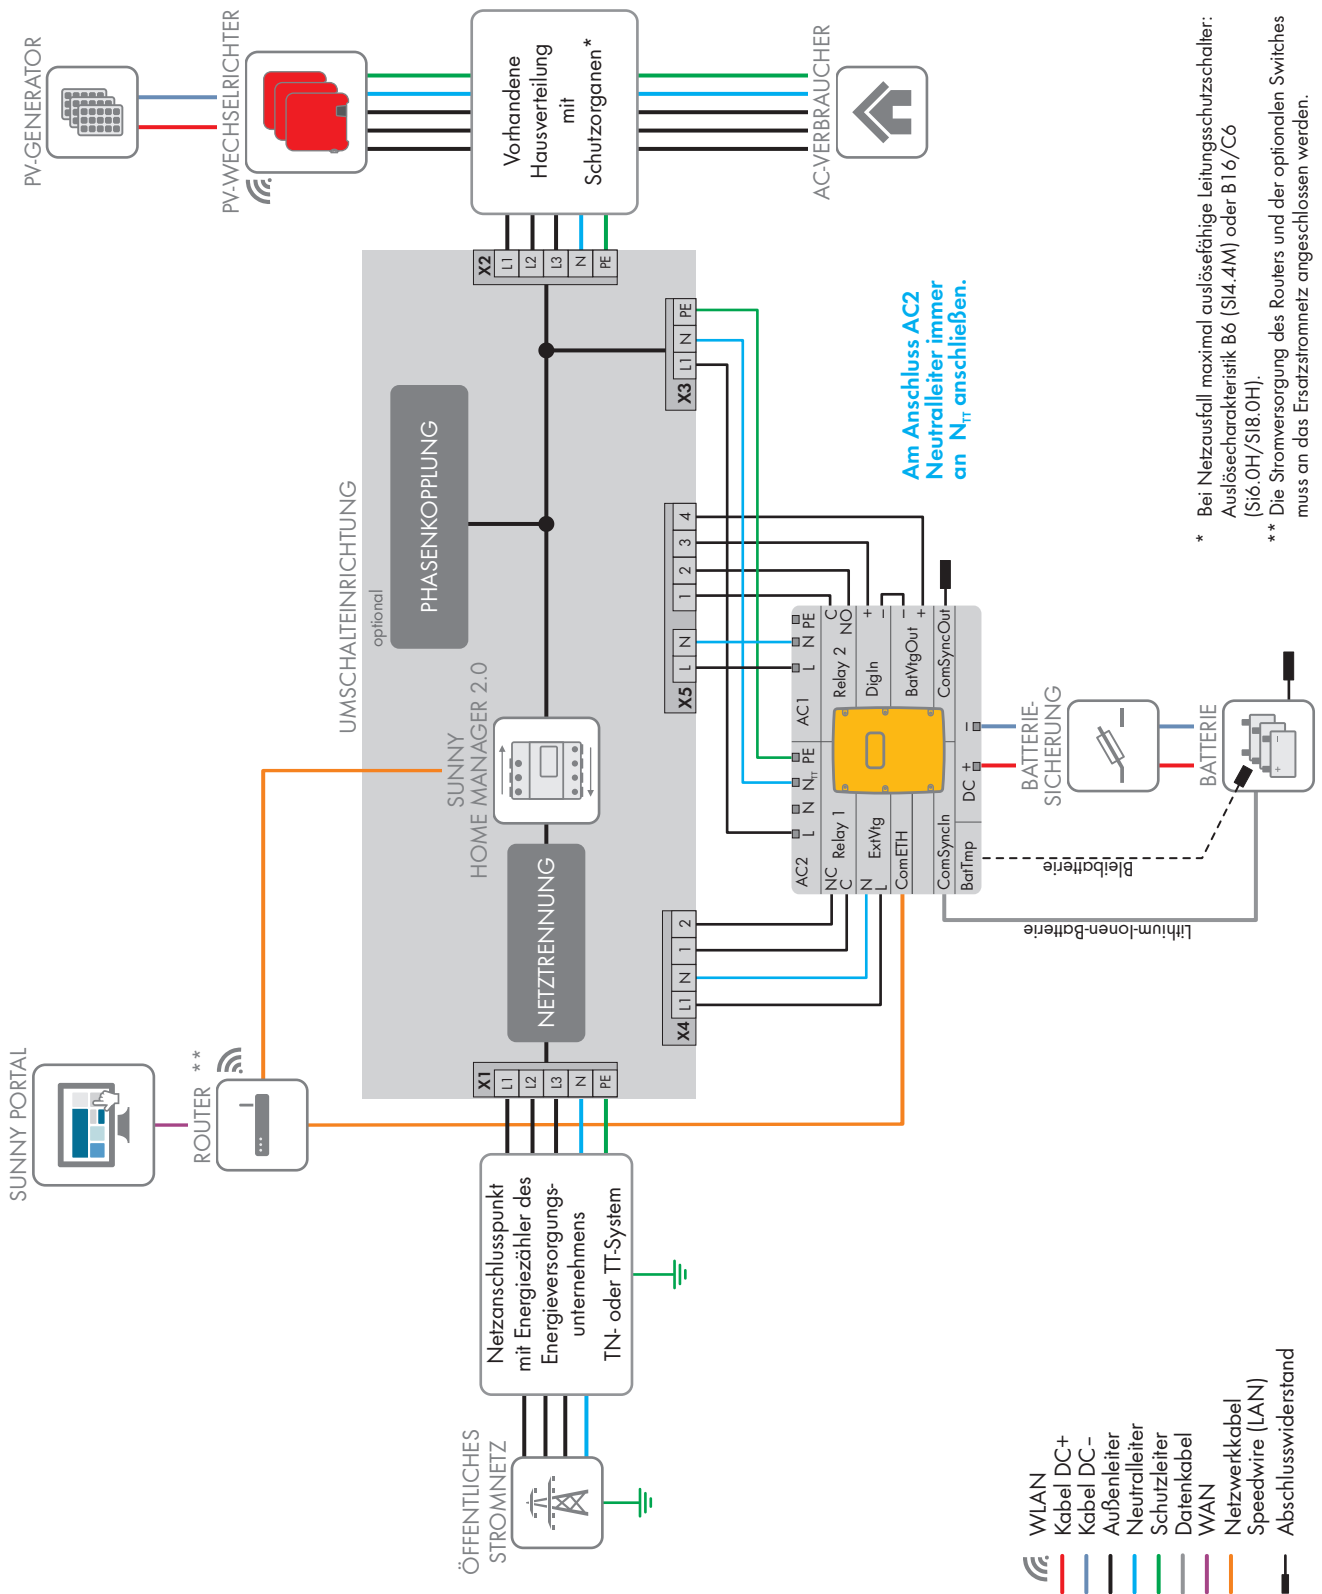 SUNNY PORTAL
ROUTER **
PV-GENERATOR
PV-WECHSELRICHTER
UMSCHALTEINRICHTUNG
optional
PHASENKOPPLUNG
SUNNY
HOME MANAGER 2.0
NETZTRENNUNG
ÖFFENTLICHES
STROMNETZ
Netzanschlusspunkt
mit Energiezähler des
Energieversorgungs-
unternehmens
TN- oder TT-System
X1
L1
L2
L3
N
PE
X2
L1
L2
L3
N
PE
Vorhandene
Hausverteilung
mit
Schutzorganen*
AC-VERBRAUCHER
X4
L1
N
1
2
X5
L
N
1
2
3
4
X3
L1
N
PE
Am Anschluss AC2
Neutralleiter immer
an NTT anschließen.
AC2
L
N
NTT
PE
AC1
L
N
PE
NC
C
Relay 1
Relay 2
C
NO
N
L
ExtVtg
DigIn
+
−
ComETH
BatVtgOut
−
+
ComSyncIn
ComSyncOut
BatTmp
DC
+
−
Bleibatterie
Lithium-Ionen-Batterie
BATTERIE-
SICHERUNG
BATTERIE
+
−
WLAN
Kabel DC+
Kabel DC−
Außenleiter
Neutralleiter
Schutzleiter
Datenkabel
WAN
Netzwerkkabel
Speedwire (LAN)
Abschlusswiderstand
* Bei Netzausfall maximal auslösefähige Leitungsschutzschalter:
Auslösecharakteristik B6 (SI4.4M) oder B16/C6
(Si6.0H/SI8.0H).
** Die Stromversorgung des Routers und der optionalen Switches
muss an das Ersatzstromnetz angeschlossen werden.